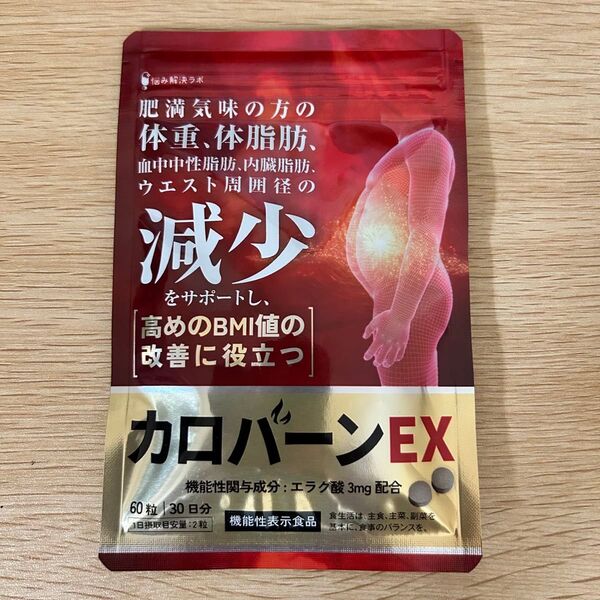 悩み解決ラボ
肥満気味の方の
体重、体脂肪、
血中中性脂肪、内臓脂肪、
ウエスト周囲径の
減少
をサポートし、
高めのBMI値の
改善に役立つ
カロバーンEX
機能性関与成分:エラグ酸3mg配合
60粒 30日分
1日摂取目安量:2粒
機能性表示食品
食生活は、主食、主菜、副菜を
基本に、食事のバランスを。